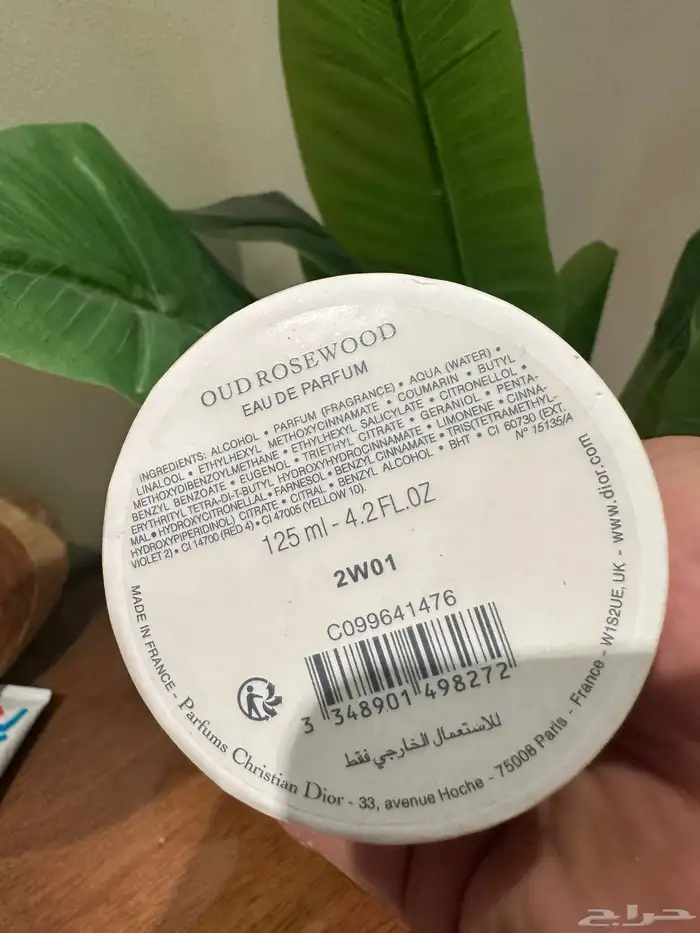 OUD ROSEWOOD
EAU DE PARFUM
INGREDIENTS: ALCOHOL • PARFUM (FRAGRANCE) • AQUA (WATER) •
LINALOOL • ETHYLHEXYL METHOXYCINNAMATE • COUMARIN • BUTYL
METHOXYDIBENZOYLMETHANE • ETHYLHEXYL SALICYLATE • CITRONELLOL •
BENZYL BENZOATE • EUGENOL • TRIETHYL CITRATE • GERANIOL • PENTA-
ERYTHRITYL TETRA-DI-T-BUTYL HYDROXYHYDROCINNAMATE • LIMONENE • CINNA-
MAL • HYDROXYCITRONELLAL • FARNESOL • BENZYL CINNAMATE • TRIS(TETRAMETHYL-
HYDROXYPIPERIDINOL) CITRATE • CITRAL • BENZYL ALCOHOL • BHT • CI 60730 (EXT.
VIOLET 2) • CI 14700 (RED 4) • CI 47005 (YELLOW 10).
N° 15135/A
125 ml - 4.2 FL.OZ
2W01
C099641476
3 348901 498272
للاستعمال الخارجي فقط
MADE IN FRANCE - Parfums Christian Dior - 33, avenue Hoche - 75008 Paris - France - W1S2UE, UK - www.dior.com
حراج